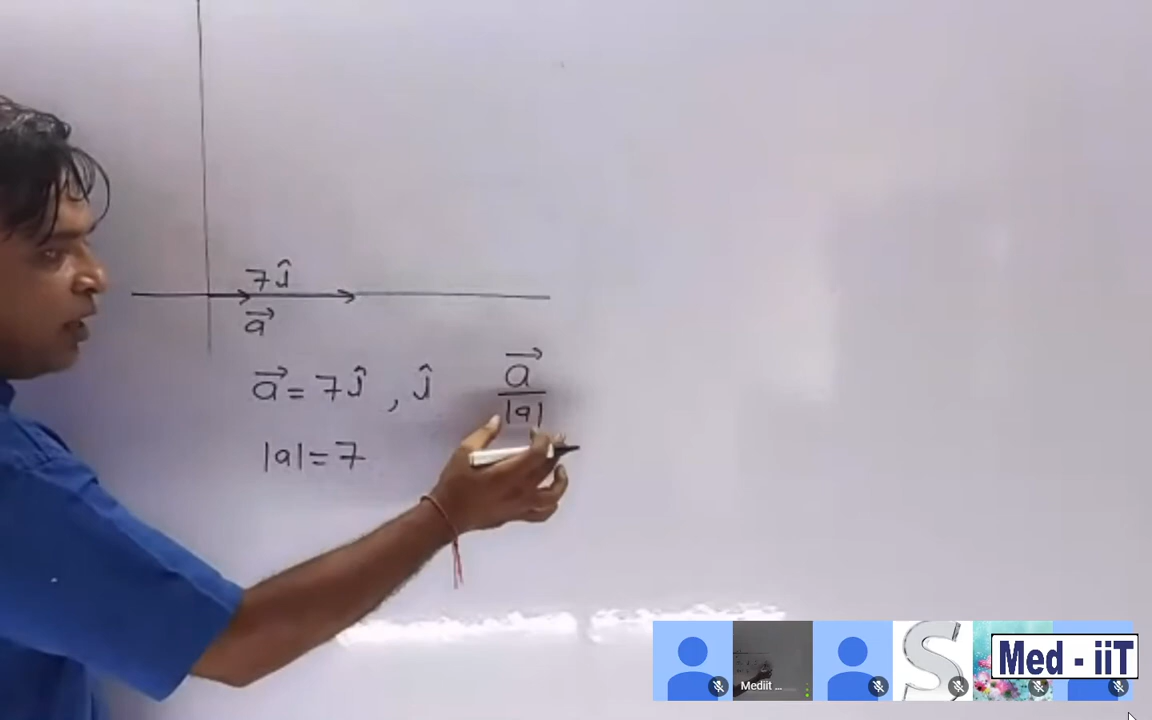 7ĵ
a⃗
a⃗ = 7ĵ , ĵ
a⃗ / |a|
|a| = 7
Mediit ...
Med - iiT